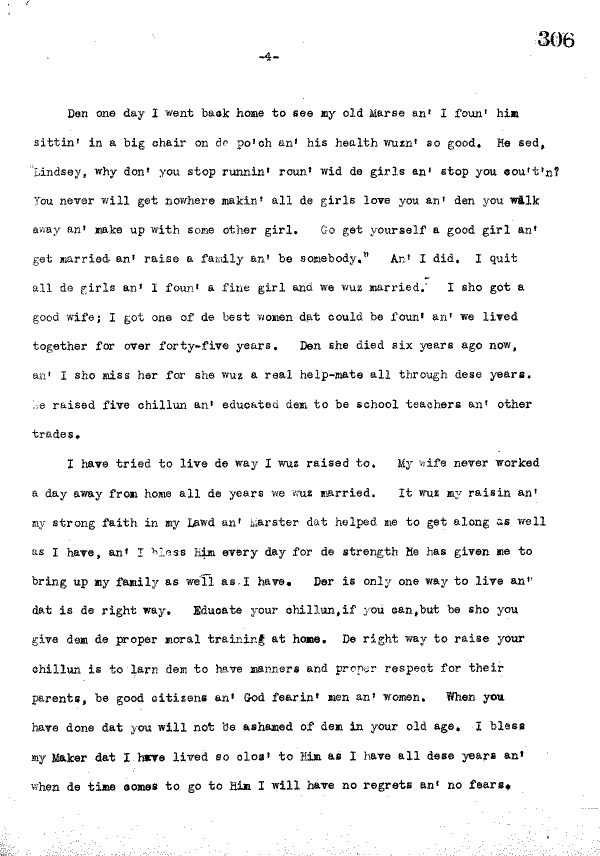 306
-4-
Den one day I went back home to see my old Marse an' I foun' him
sittin' in a big chair on de po'ch an' his health wuzn' so good. He sed,
"Lindsey, why don' you stop runnin' roun' wid de girls an' stop you cou't'n?
You never will get nowhere makin' all de girls love you an' den you walk
away an' make up with some other girl. Go get yourself a good girl an'
get married an' raise a family an' be somebody." An' I did. I quit
all de girls an' I foun' a fine girl and we wuz married. I sho got a
good wife; I got one of de best women dat could be foun' an' we lived
together for over forty-five years. Den she died six years ago now,
an' I sho miss her for she wuz a real help-mate all through dese years.
We raised five chillun an' educated dem to be school teachers an' other
trades.
I have tried to live de way I wuz raised to. My wife never worked
a day away from home all de years we wuz married. It wuz my raisin an'
my strong faith in my Lawd an' Marster dat helped me to get along as well
as I have, an' I bless Him every day for de strength He has given me to
bring up my family as well as I have. Der is only one way to live an'
dat is de right way. Educate your chillun,if you can,but be sho you
give dem de proper moral training at home. De right way to raise your
chillun is to larn dem to have manners and proper respect for their
parents, be good citizens an' God fearin' men an' women. When you
have done dat you will not be ashamed of dem in your old age. I bless
my Maker dat I have lived so clos' to Him as I have all dese years an'
when de time comes to go to Him I will have no regrets an' no fears.